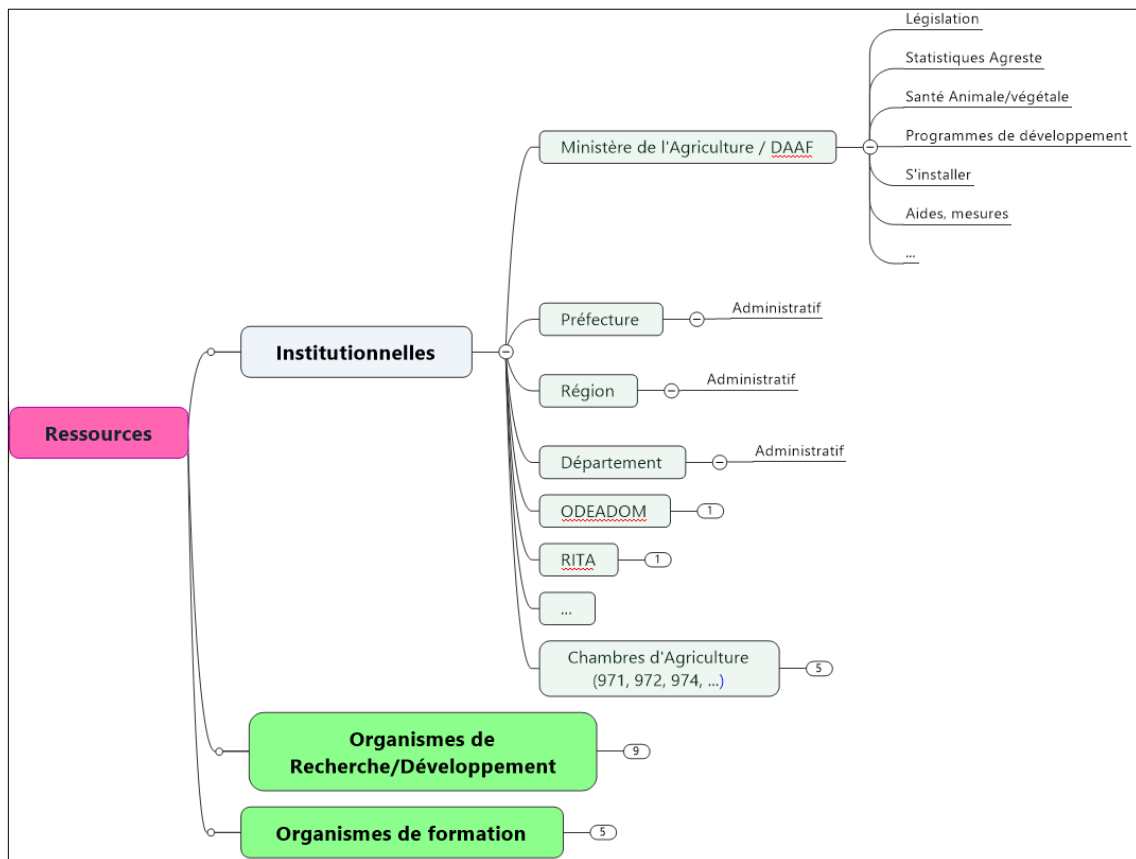 Législation
Statistiques Agreste
Santé Animale/végétale
Ministère de l'Agriculture / DAAF
Programmes de développement
S'installer
Aides, mesures
...
Préfecture
Administratif
Institutionnelles
Région
Administratif
Ressources
Département
Administratif
ODEADOM
1
RITA
1
...
Chambres d'Agriculture
(971, 972, 974, ...)
5
Organismes de
Recherche/Développement
9
Organismes de formation
5